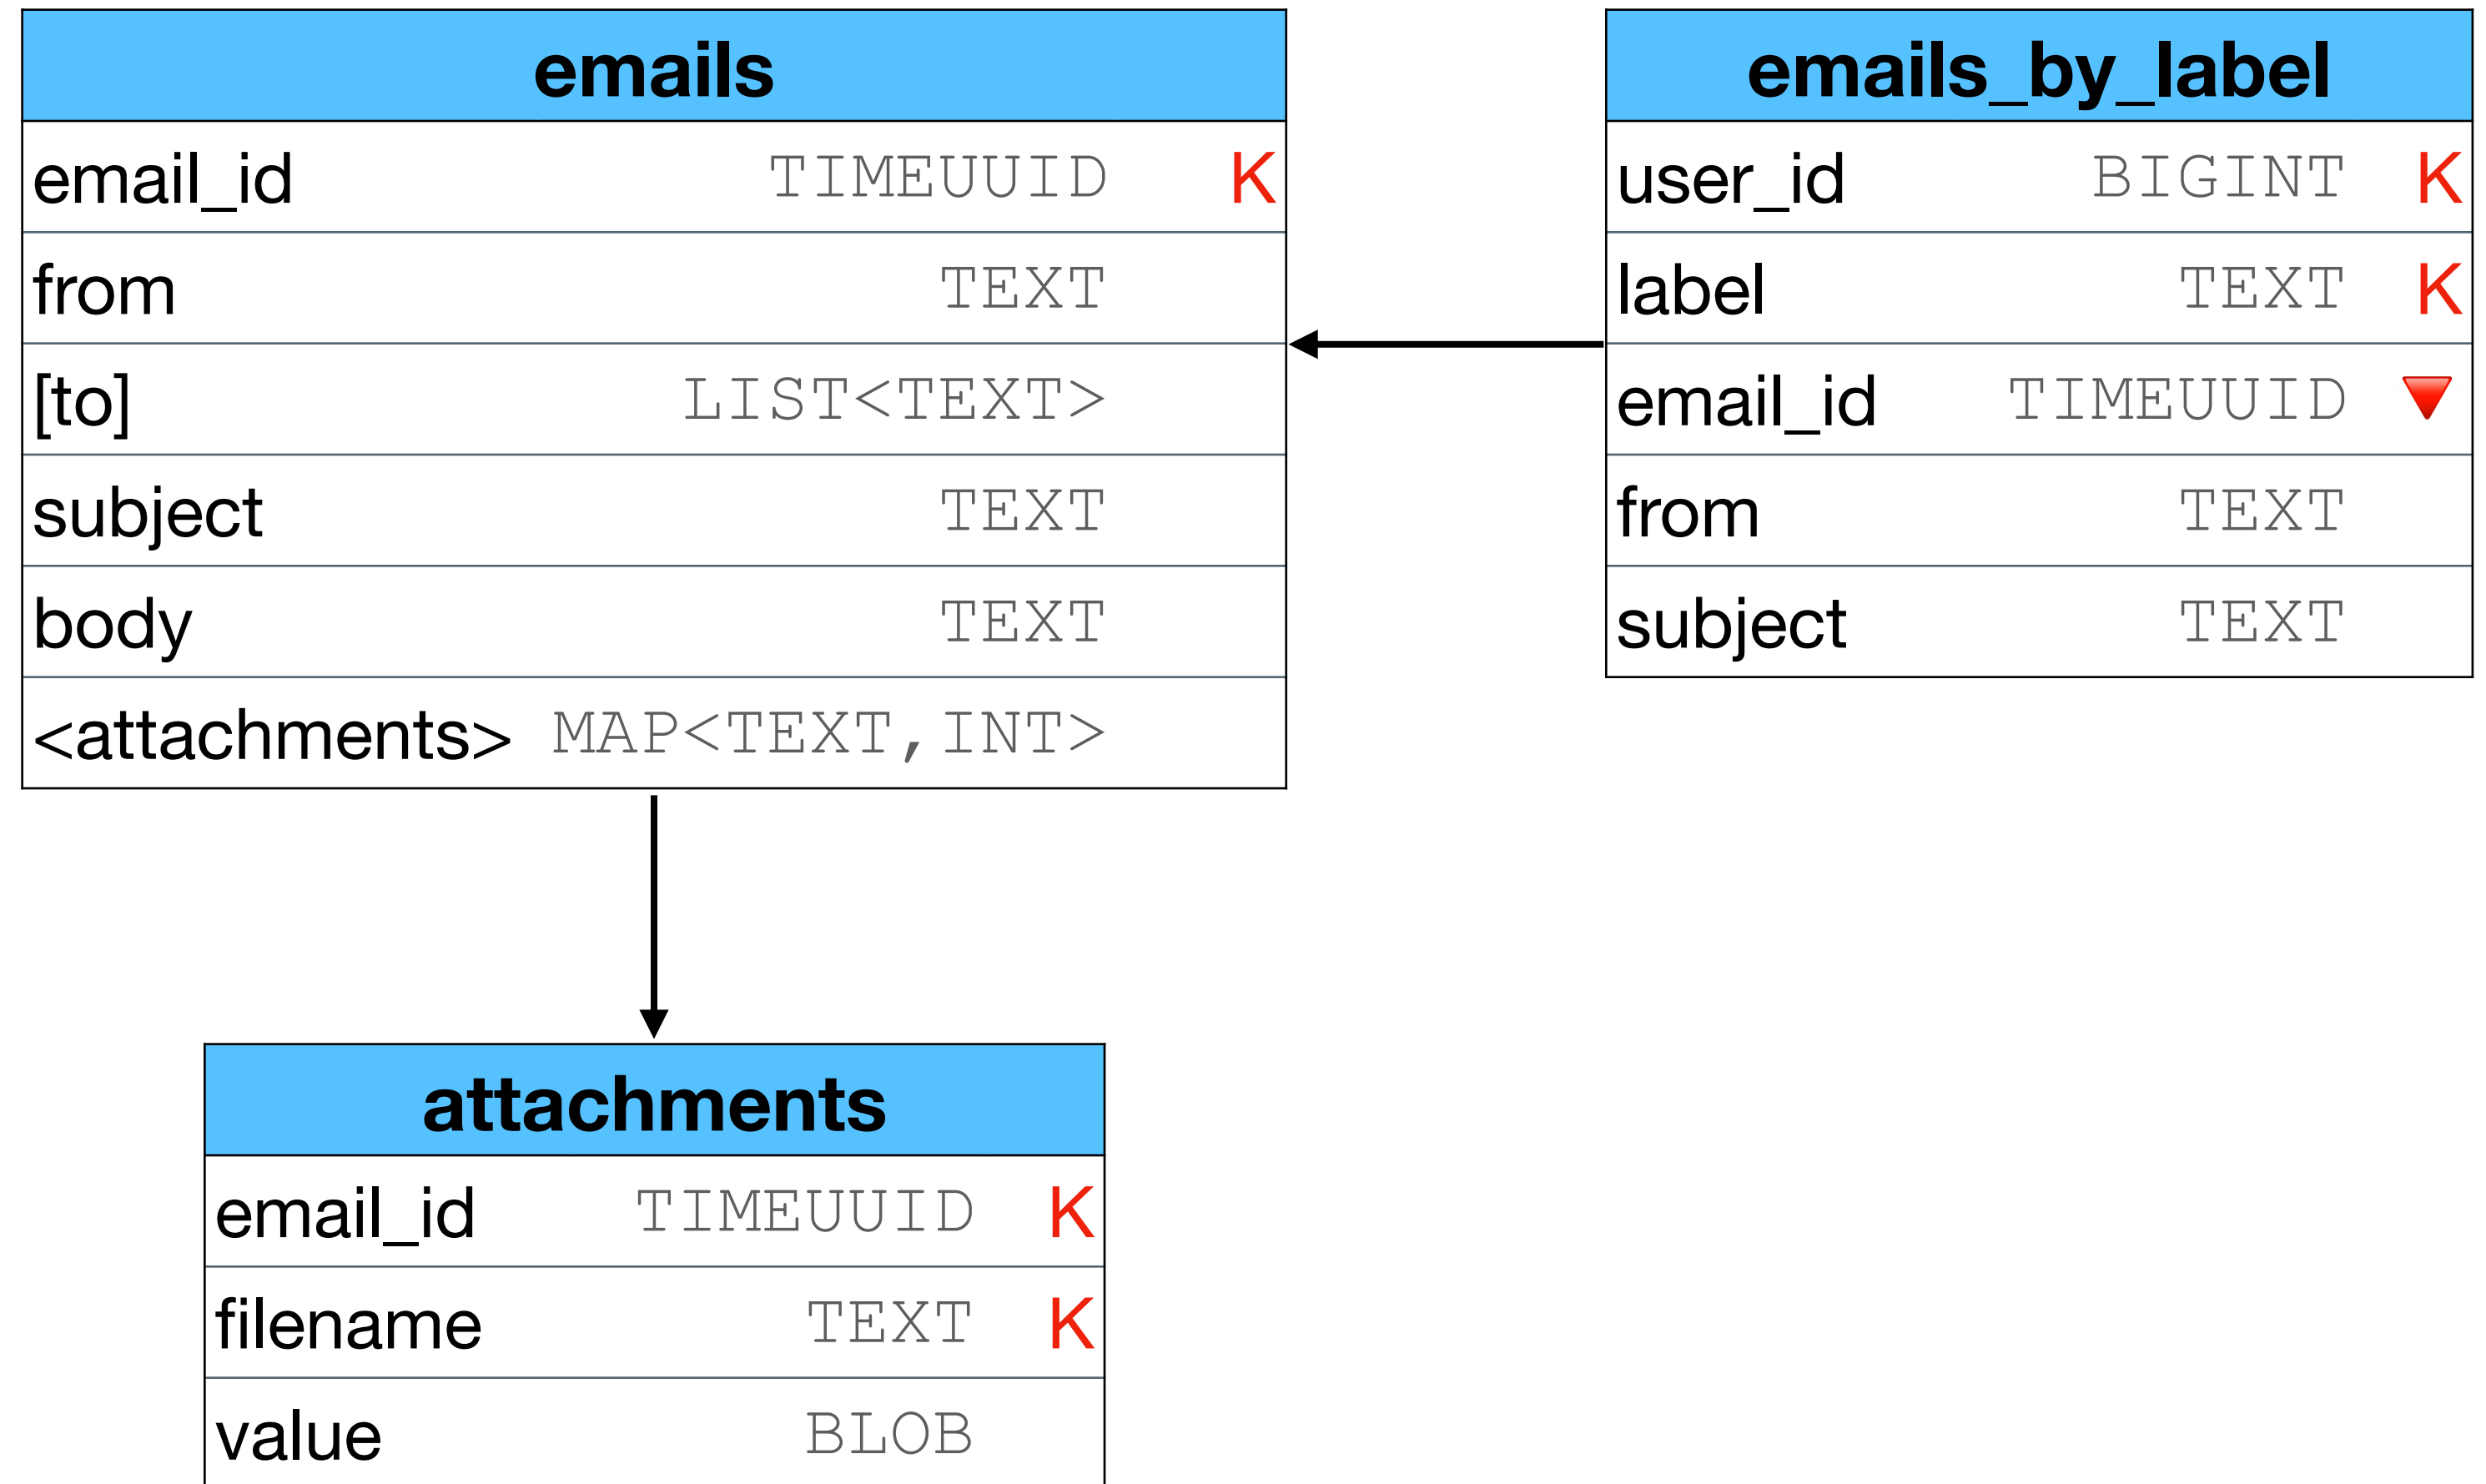 emails
email_id TIMEUUID K
from TEXT
[to] LIST<TEXT>
subject TEXT
body TEXT
<attachments> MAP<TEXT,INT>
emails_by_label
user_id BIGINT K
label TEXT K
email_id TIMEUUID
from TEXT
subject TEXT
attachments
email_id TIMEUUID K
filename TEXT K
value BLOB